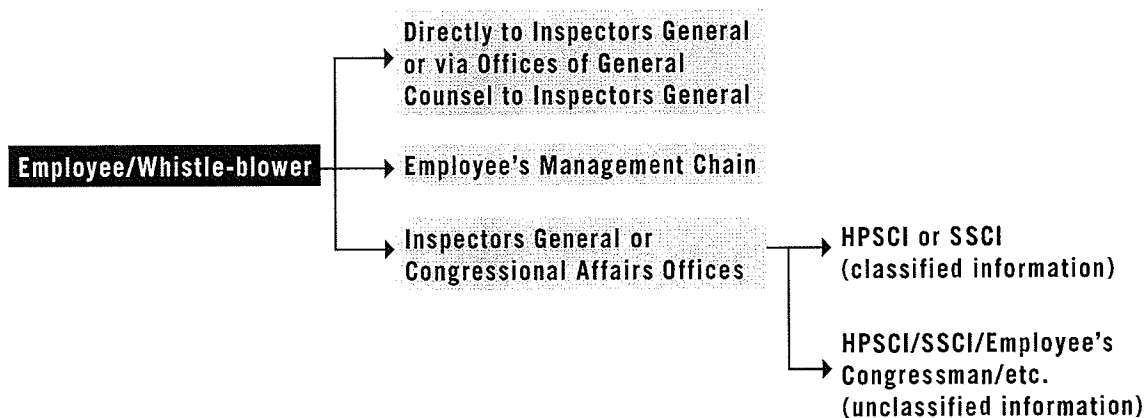 Directly to Inspectors General
or via Offices of General
Counsel to Inspectors General
Employee/Whistle-blower
Employee's Management Chain
Inspectors General or
Congressional Affairs Offices
HPSCI or SSCI
(classified information)
HPSCI/SSCI/Employee's
Congressman/etc.
(unclassified information)